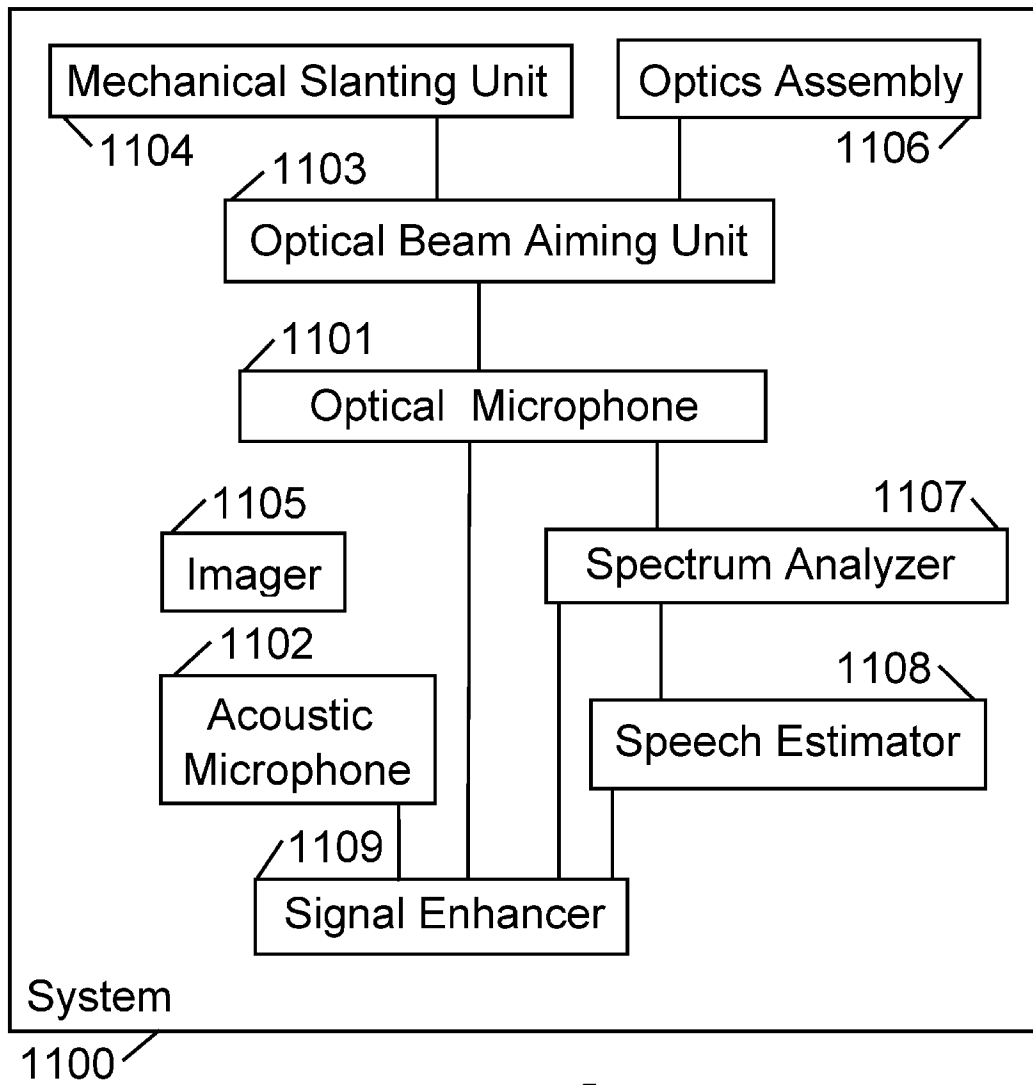 Mechanical Slanting Unit
Optics Assembly
1104
1106
1103
Optical Beam Aiming Unit
1101
Optical Microphone
1105
1107
Imager
Spectrum Analyzer
1102
1108
Acoustic
Microphone
Speech Estimator
1109
Signal Enhancer
System
1100